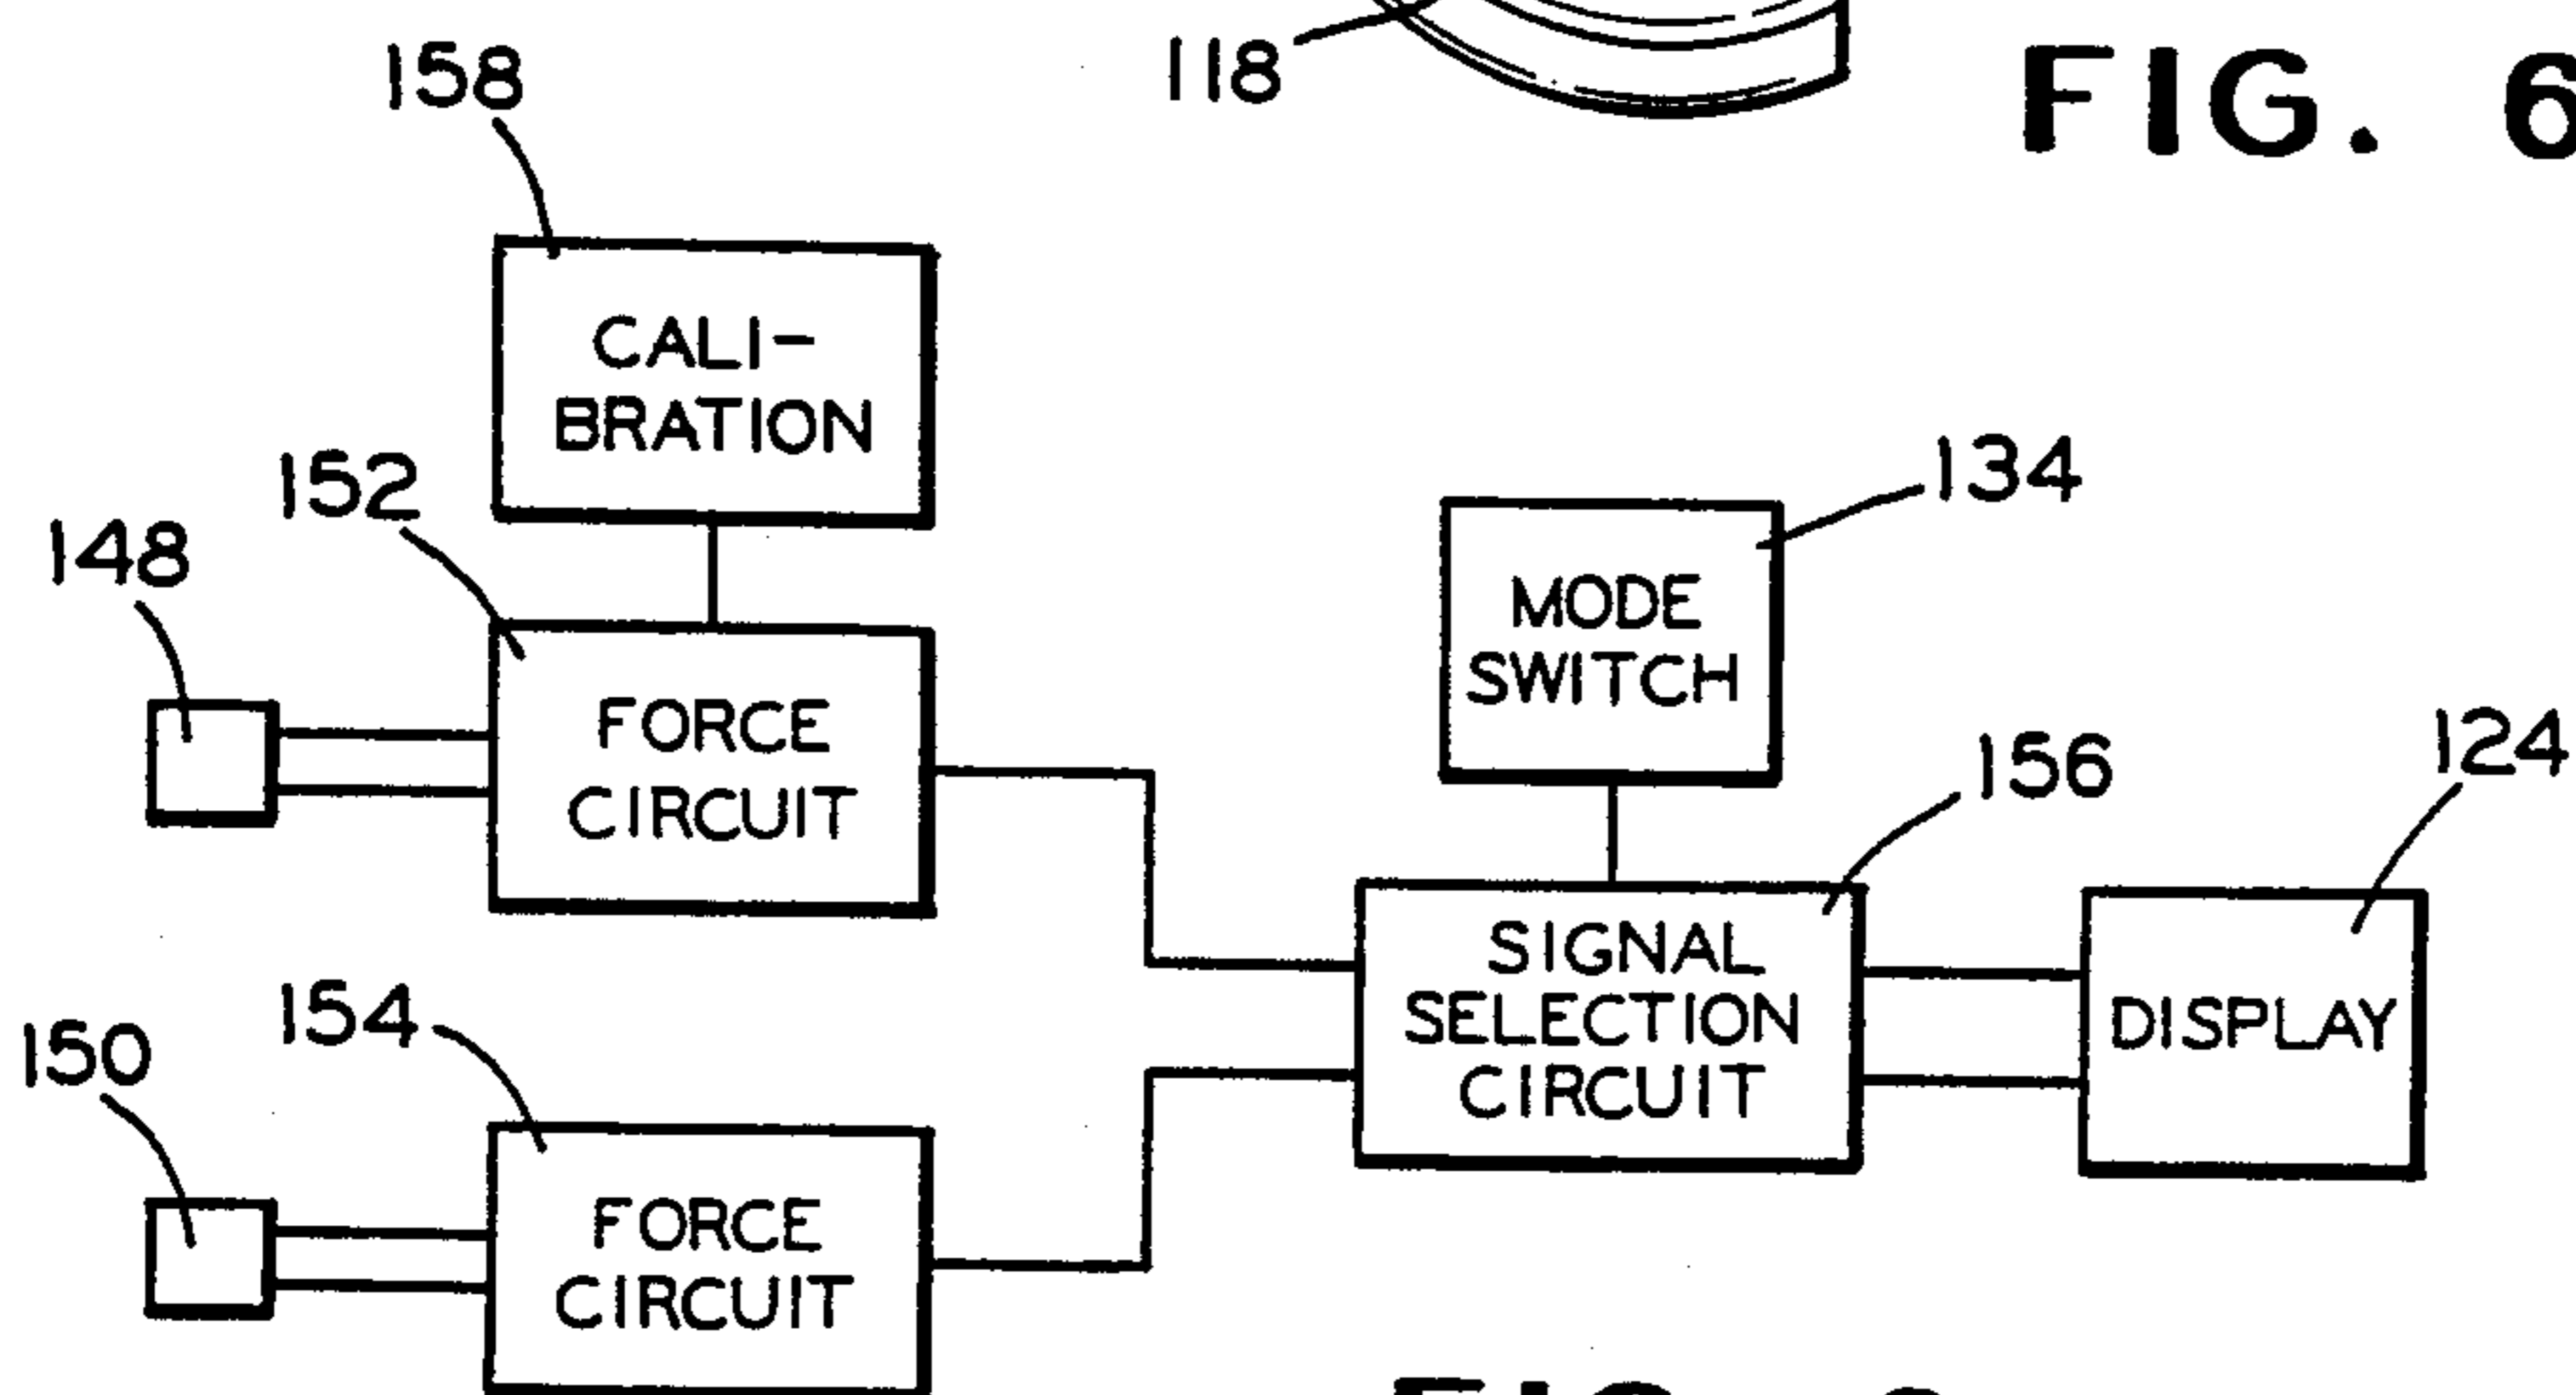 118
FIG. 6
158
CALI-
BRATION
152
148
FORCE
CIRCUIT
134
MODE
SWITCH
156
124
SIGNAL
SELECTION
CIRCUIT
DISPLAY
154
150
FORCE
CIRCUIT